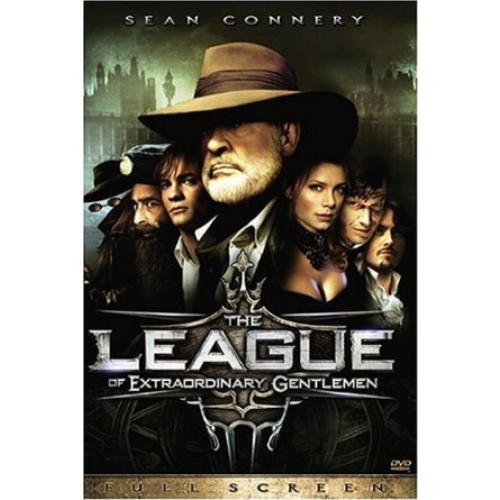 SEAN CONNERY
THE
LEAGUE
OF EXTRAORDINARY GENTLEMEN
DVD
FULL SCREEN